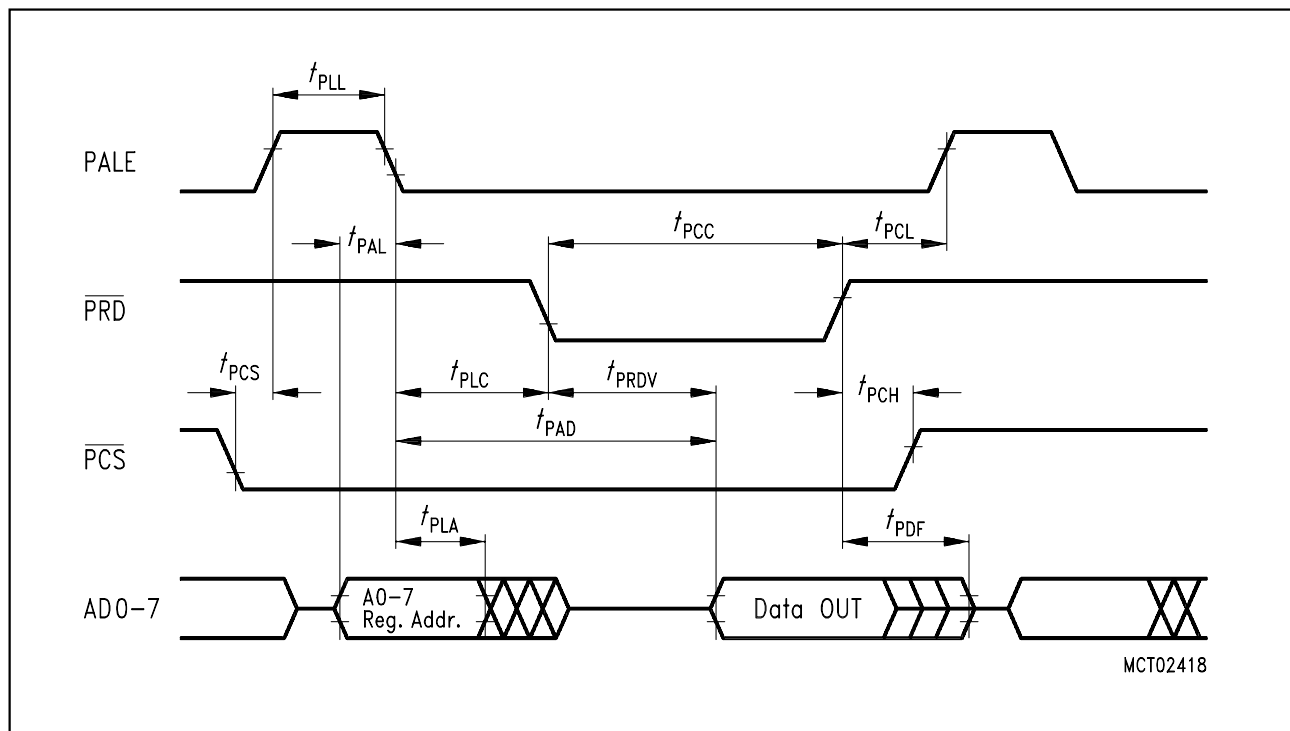 tPLL
PALE
tPAL
tPCC
tPCL
PRD
tPCS
tPLC
tPRDV
tPCH
tPAD
PCS
tPLA
tPDF
AD0-7
A0-7
Reg. Addr.
Data OUT
MCT02418